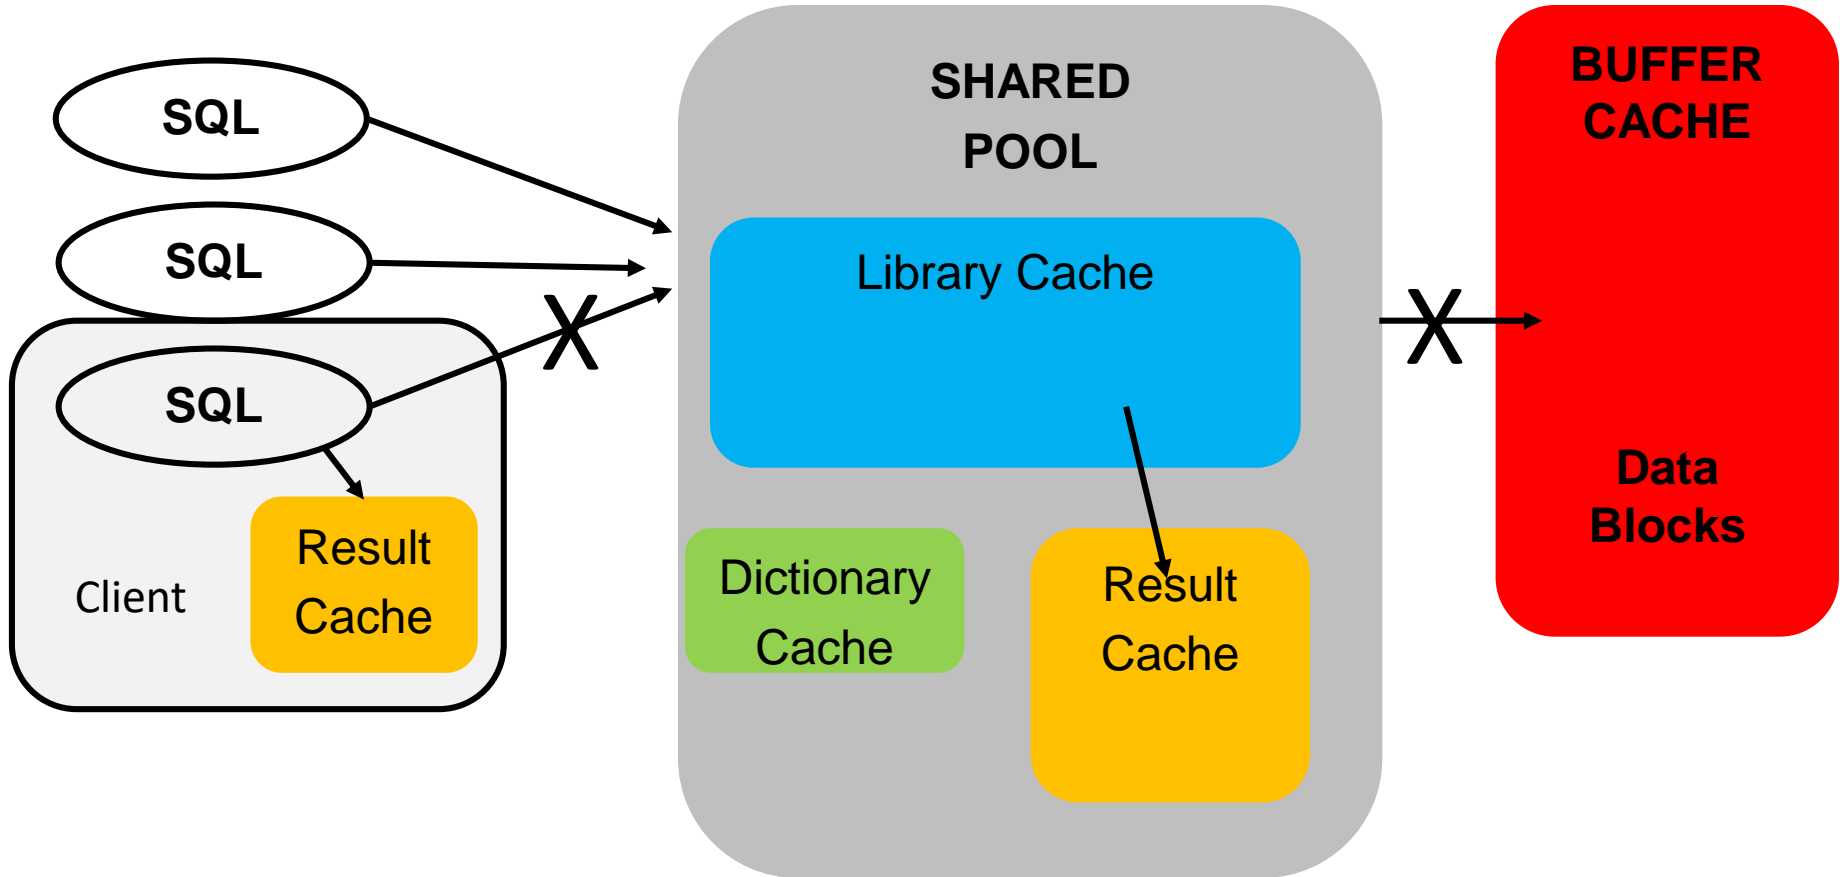 SQL
SQL
SQL
Client
Result
Cache
X
SHARED
POOL
Library Cache
Dictionary
Cache
Result
Cache
X
BUFFER
CACHE
Data
Blocks